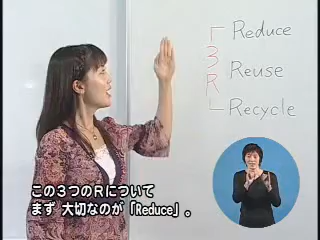 3R
Reduce
Reuse
Recycle
この3つのRについて
まず 大切なのが「Reduce」。